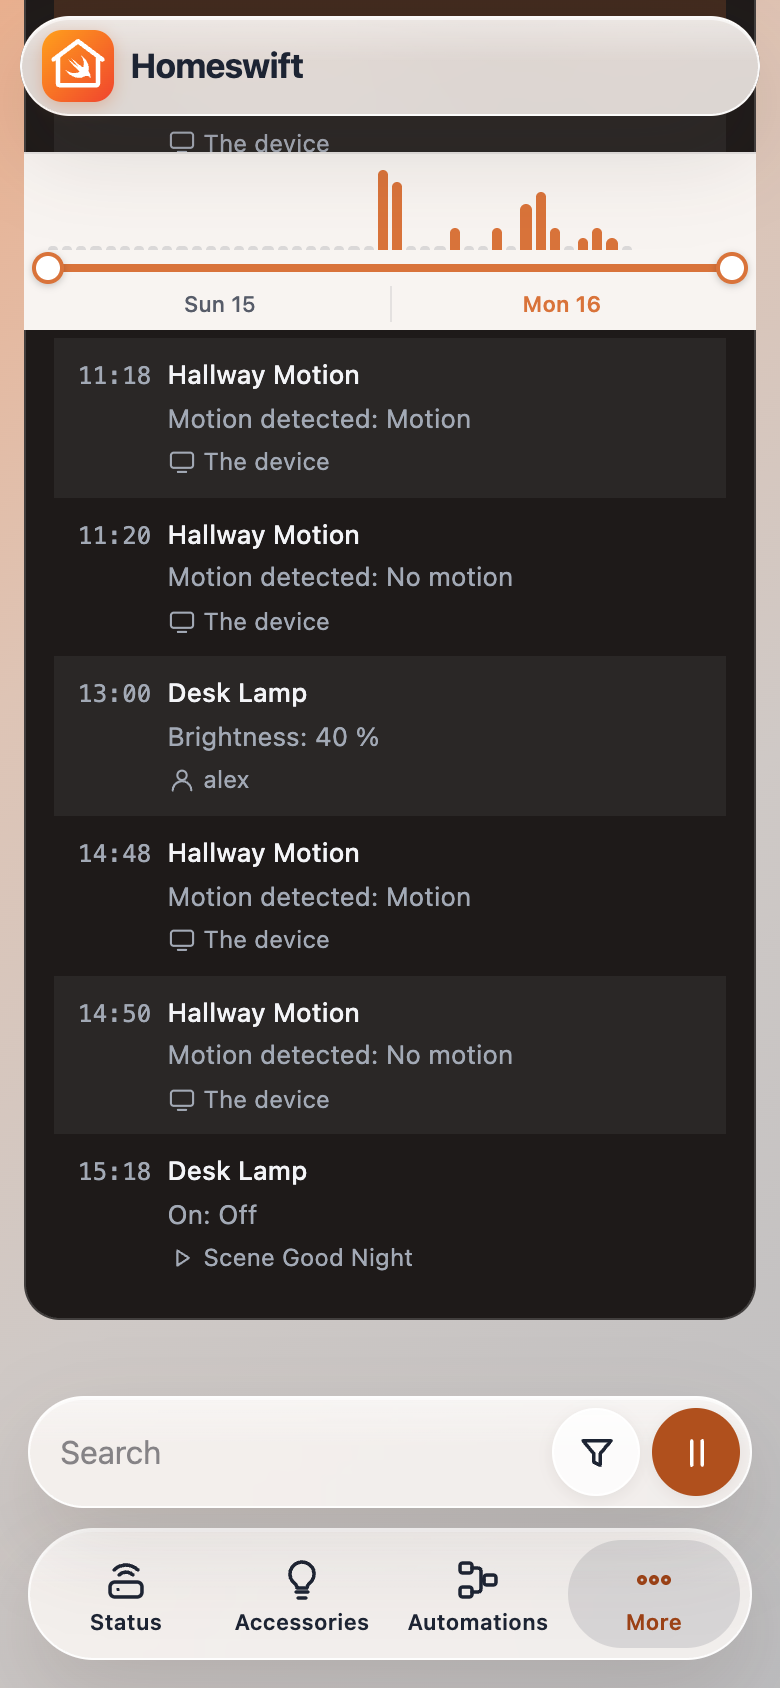 Homeswift
The device
Sun 15
Mon 16
11:18 Hallway Motion
Motion detected: Motion
The device
11:20 Hallway Motion
Motion detected: No motion
The device
13:00 Desk Lamp
Brightness: 40 %
alex
14:48 Hallway Motion
Motion detected: Motion
The device
14:50 Hallway Motion
Motion detected: No motion
The device
15:18 Desk Lamp
On: Off
Scene Good Night
Search
Status
Accessories
Automations
More